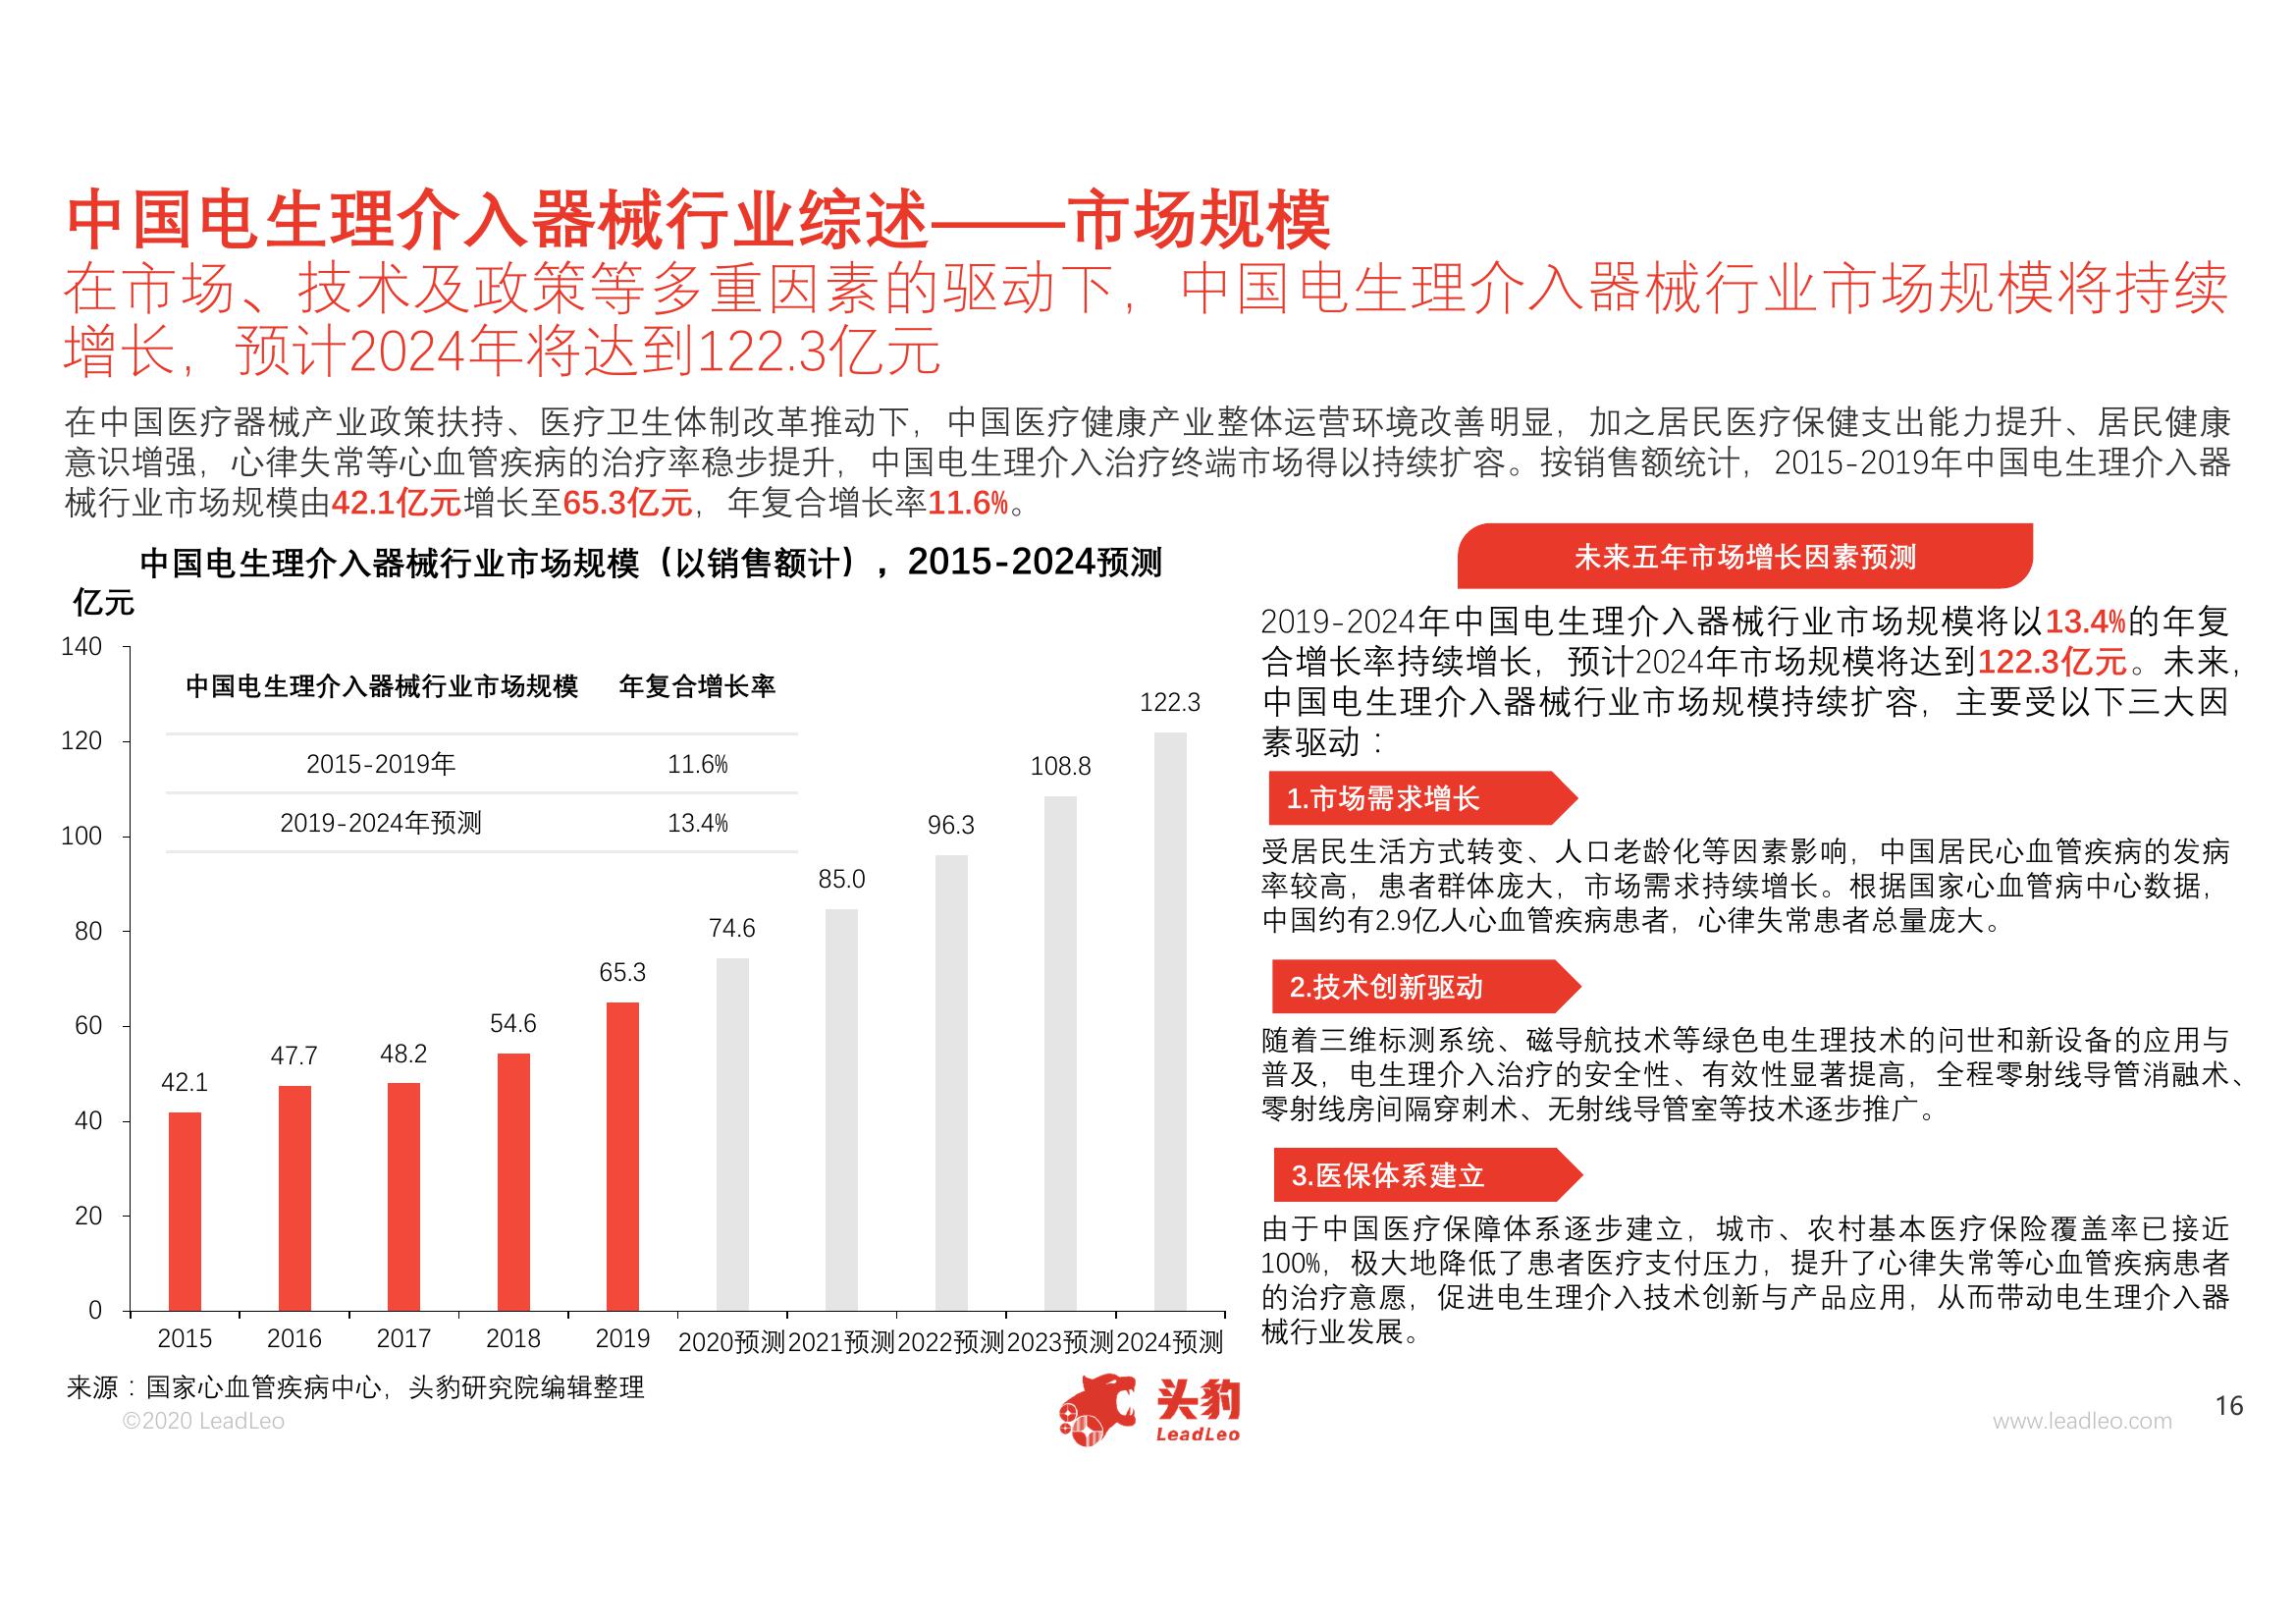 中国电生理介入器械行业综述——市场规模
在市场、技术及政策等多重因素的驱动下，中国电生理介入器械行业市场规模将持续
增长，预计2024年将达到122.3亿元
在中国医疗器械产业政策扶持、医疗卫生体制改革推动下，中国医疗健康产业整体运营环境改善明显，加之居民医疗保健支出能力提升、居民健康
意识增强，心律失常等心血管疾病的治疗率稳步提升，中国电生理介入治疗终端市场得以持续扩容。按销售额统计，2015-2019年中国电生理介入器
械行业市场规模由42.1亿元增长至65.3亿元，年复合增长率11.6%。
中国电生理介入器械行业市场规模（以销售额计），2015-2024预测
亿元
140
120
100
80
60
40
20
0
中国电生理介入器械行业市场规模 年复合增长率
2015-2019年 11.6%
2019-2024年预测 13.4%
42.1
47.7
48.2
54.6
65.3
74.6
85.0
96.3
108.8
122.3
2015 2016 2017 2018 2019 2020预测 2021预测 2022预测 2023预测 2024预测
来源：国家心血管疾病中心，头豹研究院编辑整理
未来五年市场增长因素预测
2019-2024年中国电生理介入器械行业市场规模将以13.4%的年复
合增长率持续增长，预计2024年市场规模将达到122.3亿元。未来，
中国电生理介入器械行业市场规模持续扩容，主要受以下三大因
素驱动：
1.市场需求增长
受居民生活方式转变、人口老龄化等因素影响，中国居民心血管疾病的发病
率较高，患者群体庞大，市场需求持续增长。根据国家心血管病中心数据，
中国约有2.9亿人心血管疾病患者，心律失常患者总量庞大。
2.技术创新驱动
随着三维标测系统、磁导航技术等绿色电生理技术的问世和新设备的应用与
普及，电生理介入治疗的安全性、有效性显著提高，全程零射线导管消融术、
零射线房间隔穿刺术、无射线导管室等技术逐步推广。
3.医保体系建立
由于中国医疗保障体系逐步建立，城市、农村基本医疗保险覆盖率已接近
100%，极大地降低了患者医疗支付压力，提升了心律失常等心血管疾病患者
的治疗意愿，促进电生理介入技术创新与产品应用，从而带动电生理介入器
械行业发展。
©2020 LeadLeo
头豹
LeadLeo
www.leadleo.com
16